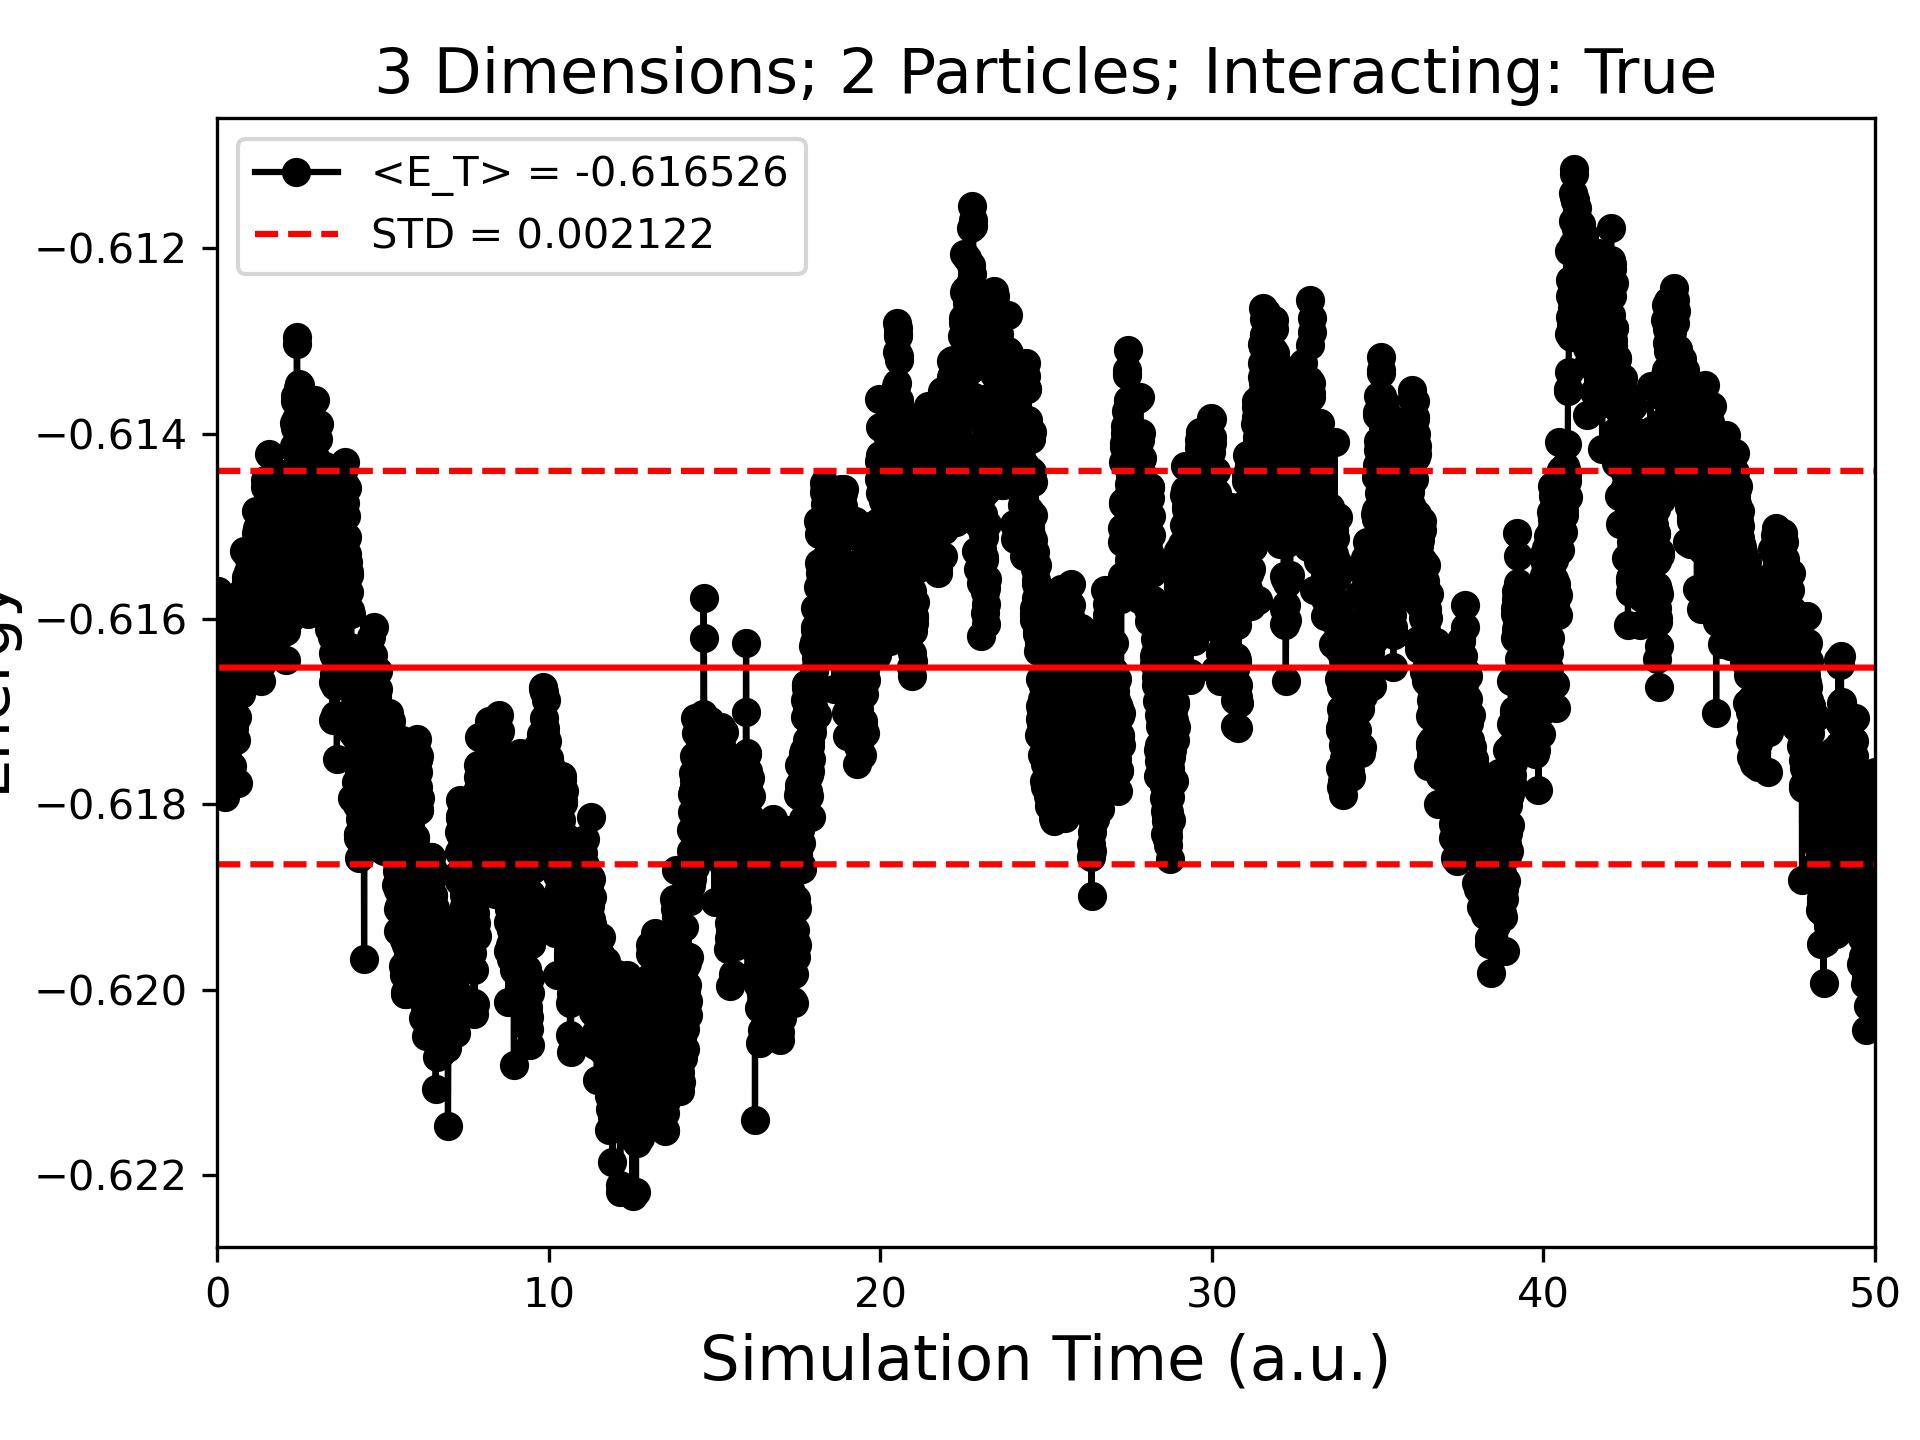 3 Dimensions; 2 Particles; Interacting: True
<E_T> = -0.616526
STD = 0.002122
Energy
−0.612
−0.614
−0.616
−0.618
−0.620
−0.622
0 10 20 30 40 50
Simulation Time (a.u.)